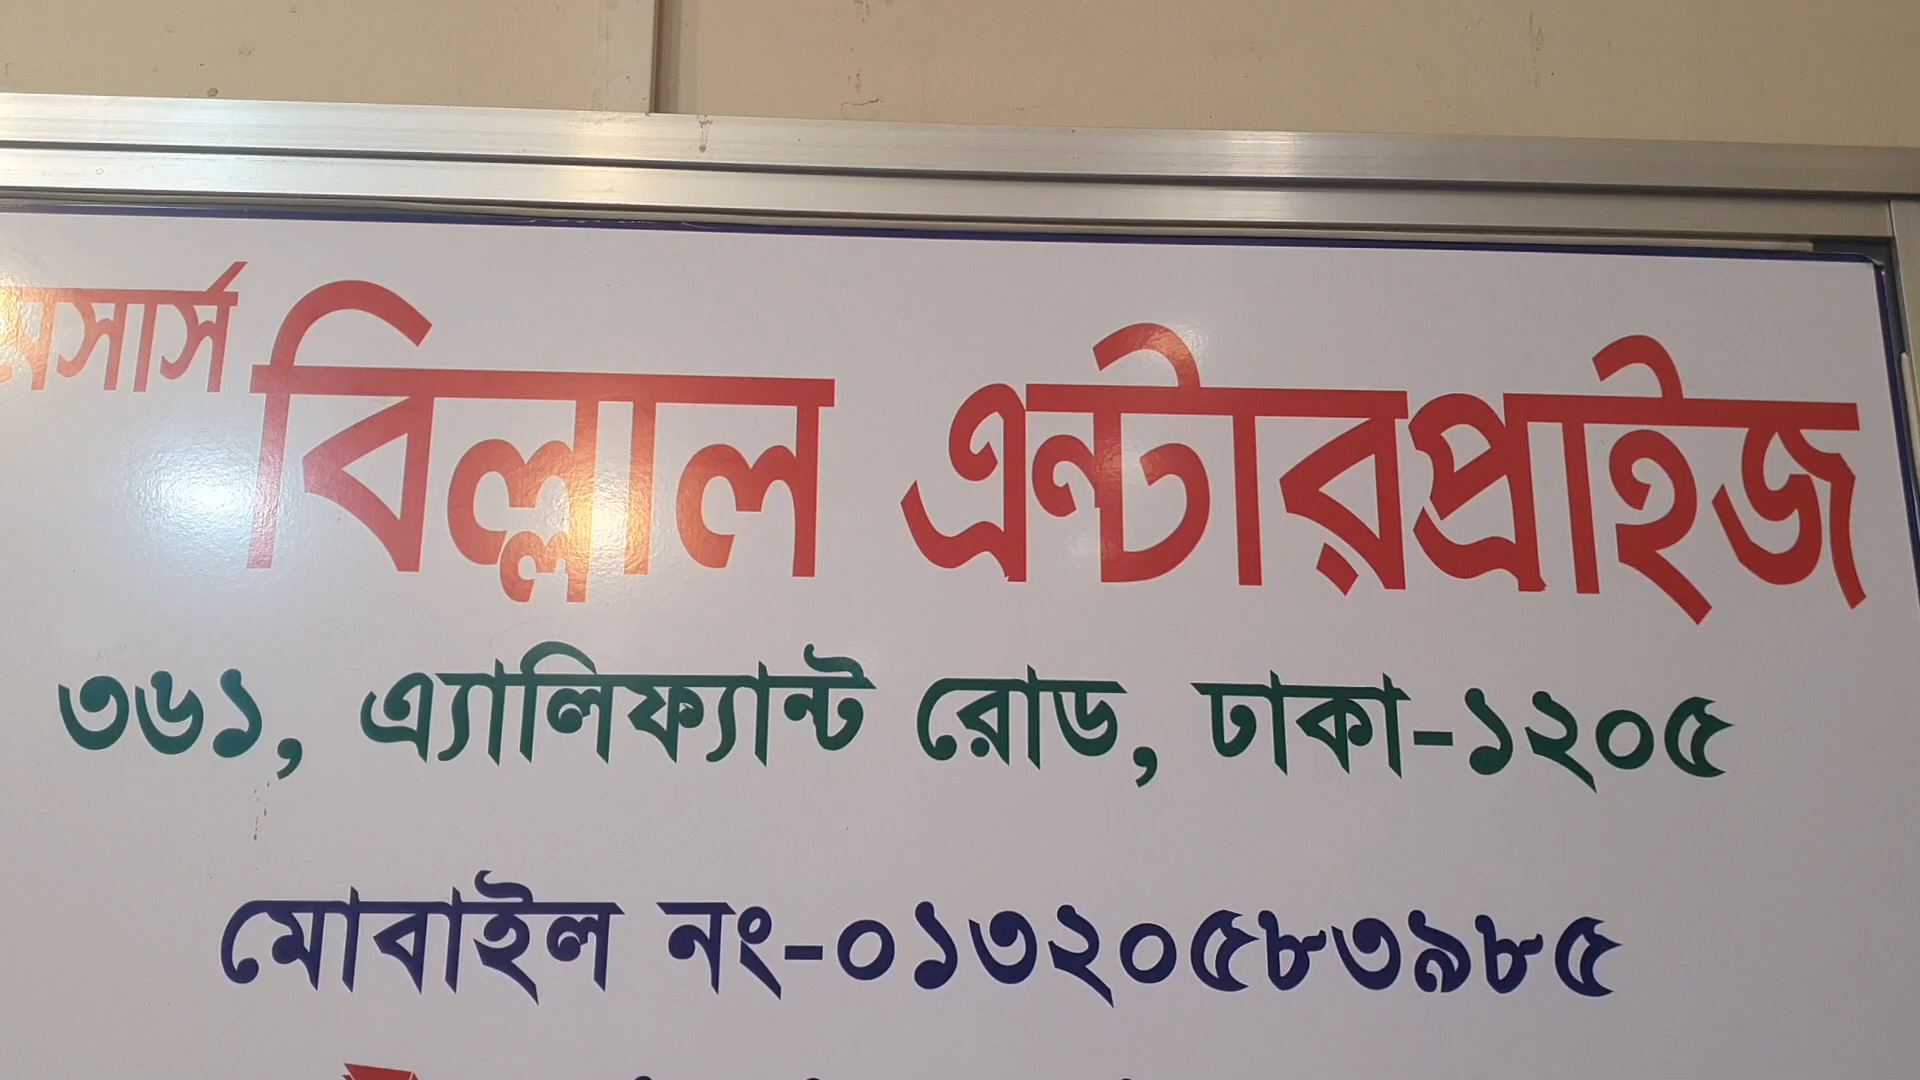 মেসার্স বিল্লাল এন্টারপ্রাইজ
৩৬১, এ্যালিফ্যান্ট রোড, ঢাকা-১২০৫
মোবাইল নং-০১৩২০৫৮৩৯৮৫